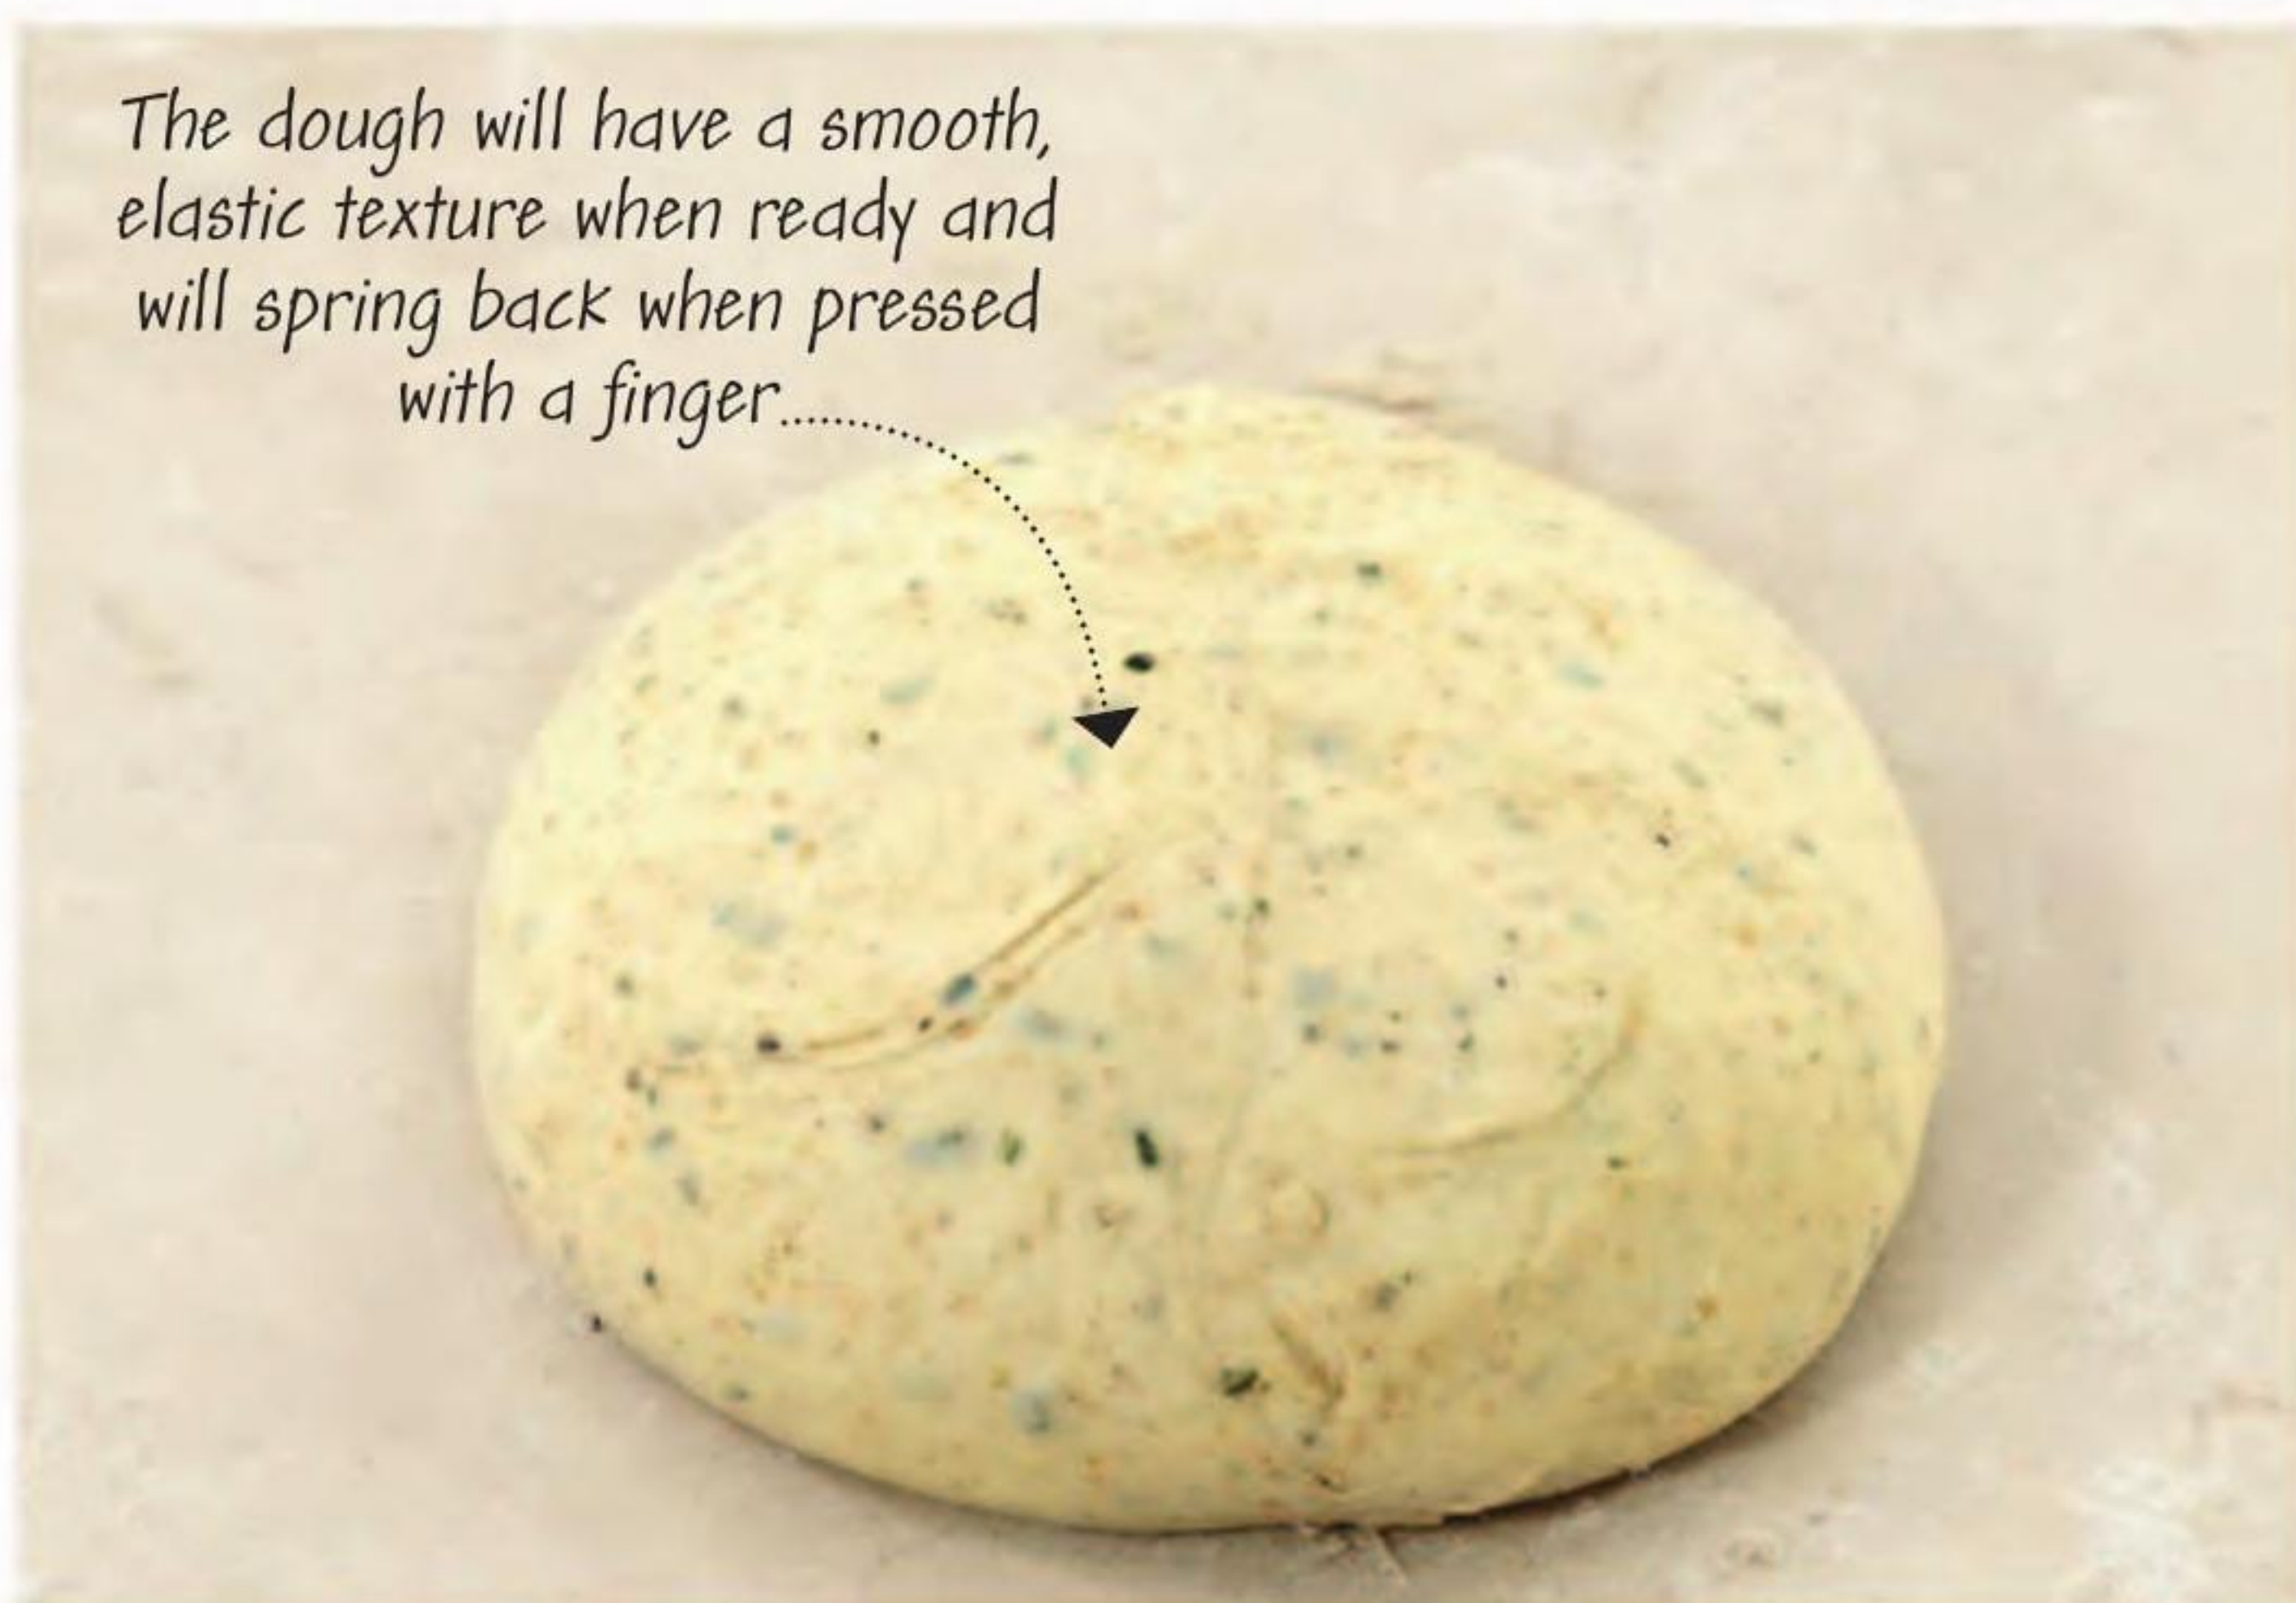 The dough will have a smooth,
elastic texture when ready and
will spring back when pressed
with a finger